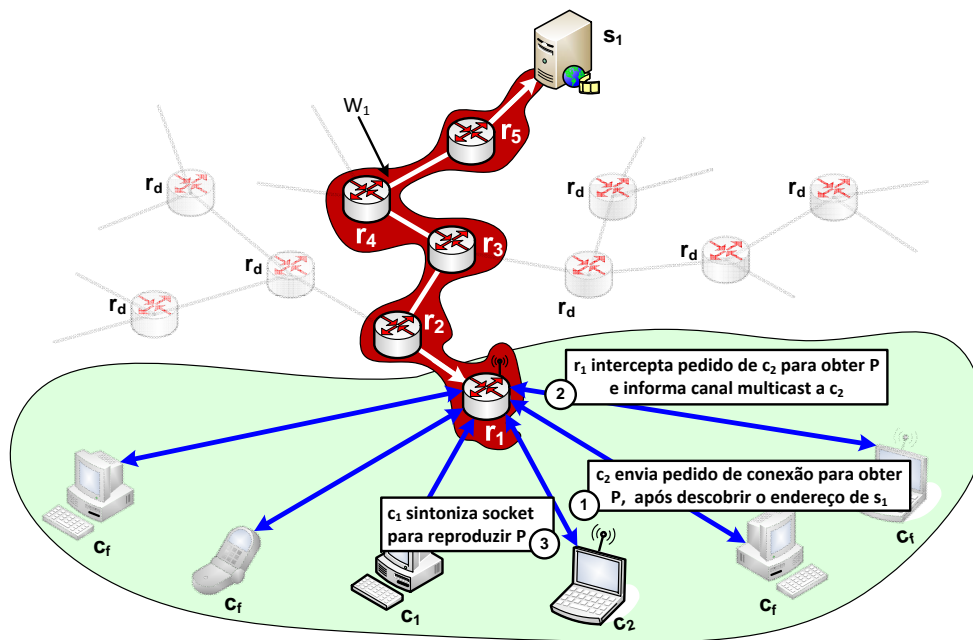 s1
W1
r5
rd
rd
rd
r4
r3
rd
rd
rd
rd
r2
r1 intercepta pedido de c2 para obter P
e informa canal multicast a c2
2
r1
c2 envia pedido de conexão para obter
P, após descobrir o endereço de s1
1
c1 sintoniza socket
para reproduzir P
3
cf
cf
cf
c1
c2
cf